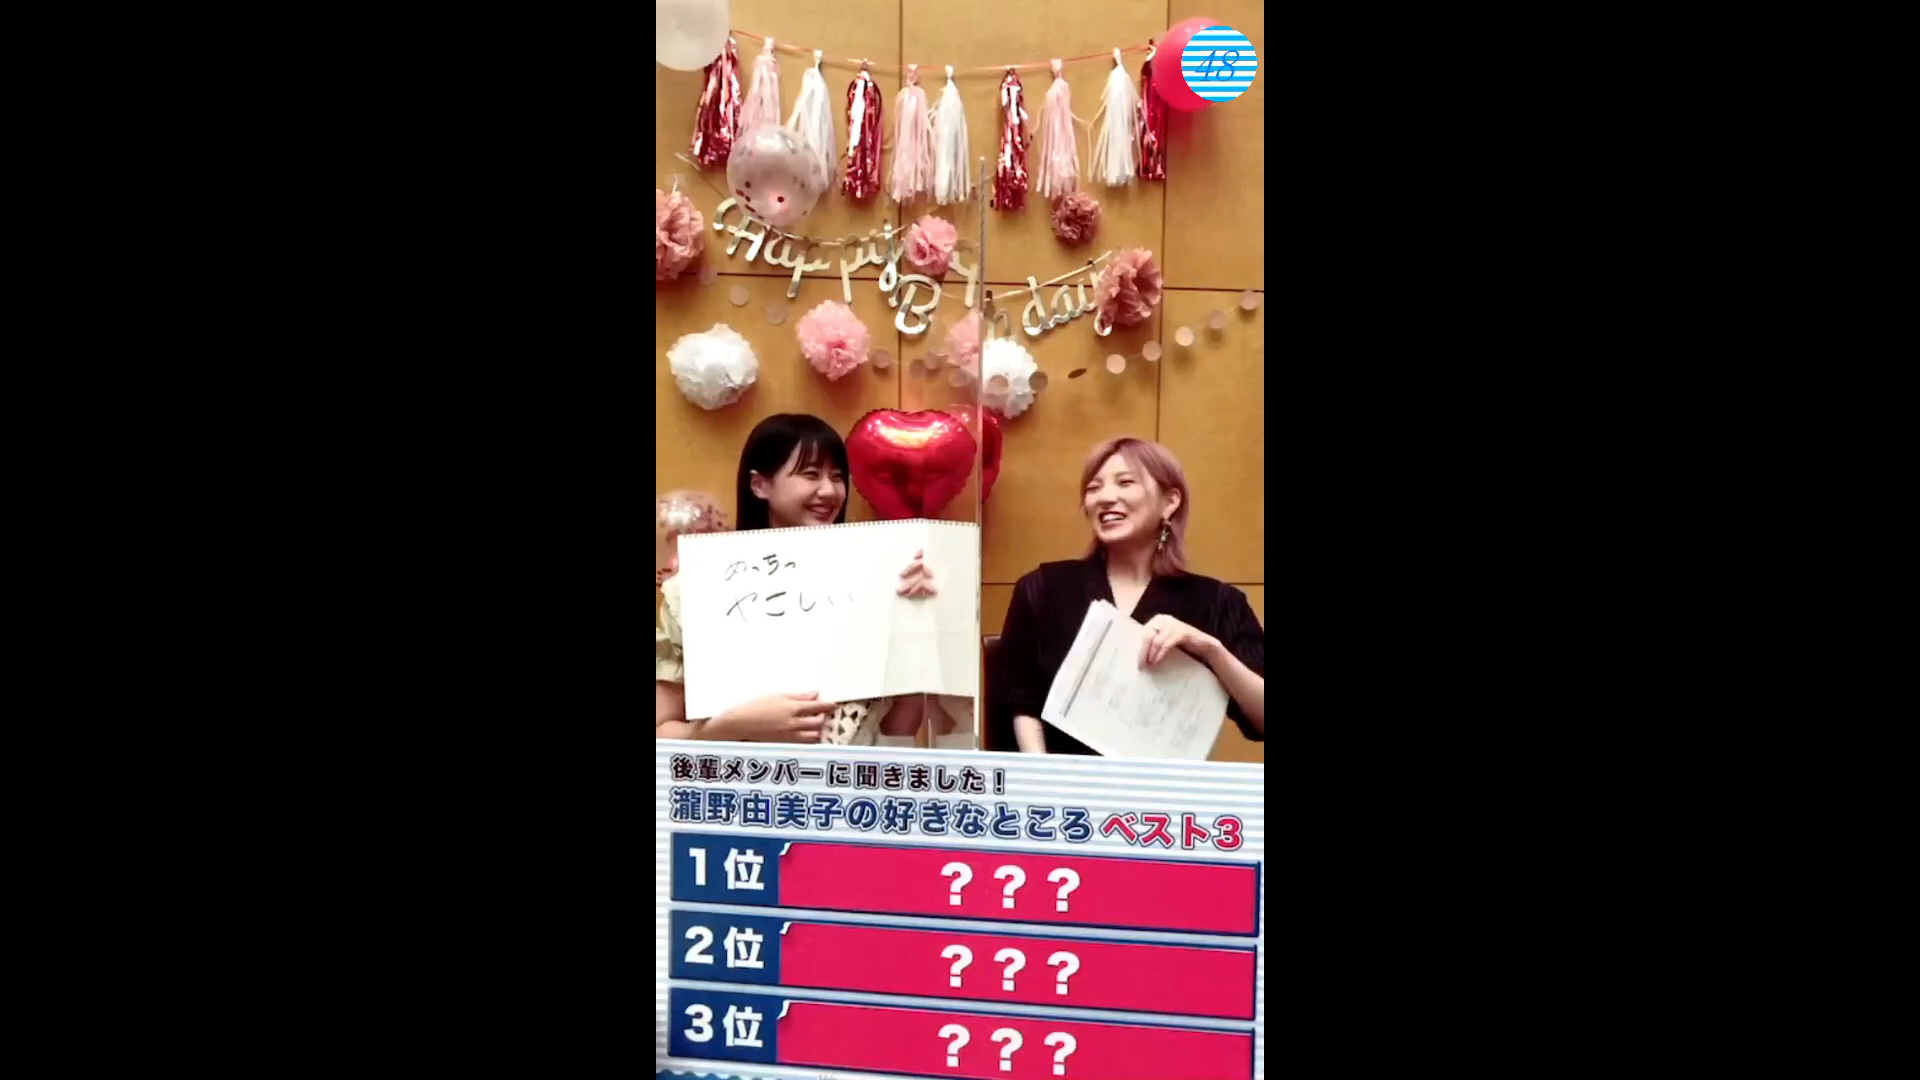 48
Happy
B
day
めっちゃ
やさしい
後輩メンバーに聞きました!
瀧野由美子の好きなところ ベスト3
1位 ???
2位 ???
3位 ???